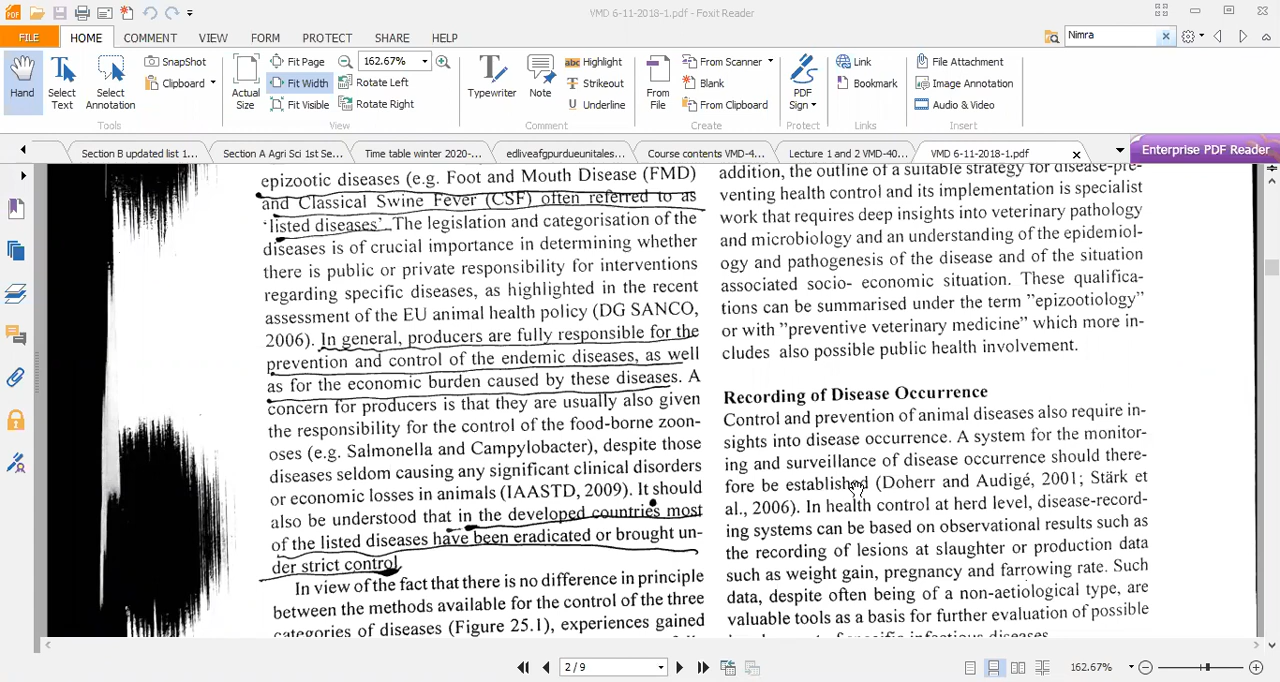 VMD 6-11-2018-1.pdf - Foxit Reader
FILE
HOME
COMMENT
VIEW
FORM
PROTECT
SHARE
HELP
Nimra
Hand
Select Text
Select Annotation
SnapShot
Clipboard
Tools
Actual Size
Fit Page
Fit Width
Fit Visible
162.67%
Rotate Left
Rotate Right
View
Typewriter
Note
Highlight
Strikeout
Underline
Comment
From File
From Scanner
Blank
From Clipboard
Create
PDF Sign
Protect
Link
Bookmark
Links
File Attachment
Image Annotation
Audio & Video
Insert
Section B updated list 1...
Section A Agri Sci 1st Se...
Time table winter 2020-...
edliveafgpurdueunitales...
Course contents VMD-4...
Lecture 1 and 2 VMD-40...
VMD 6-11-2018-1.pdf
Enterprise PDF Reader
epizootic diseases (e.g. Foot and Mouth Disease (FMD)
and Classical Swine Fever (CSF) often referred to as
'listed diseases'. The legislation and categorisation of the
diseases is of crucial importance in determining whether
there is public or private responsibility for interventions
regarding specific diseases, as highlighted in the recent
assessment of the EU animal health policy (DG SANCO,
2006). In general, producers are fully responsible for the
prevention and control of the endemic diseases, as well
as for the economic burden caused by these diseases. A
concern for producers is that they are usually also given
the responsibility for the control of the food-borne zoon-
oses (e.g. Salmonella and Campylobacter), despite those
diseases seldom causing any significant clinical disorders
or economic losses in animals (IAASTD, 2009). It should
also be understood that in the developed countries most
of the listed diseases have been eradicated or brought un-
der strict control
In view of the fact that there is no difference in principle
between the methods available for the control of the three
categories of diseases (Figure 25.1), experiences gained
addition, the outline of a suitable strategy for disease-pre-
venting health control and its implementation is specialist
work that requires deep insights into veterinary pathology
and microbiology and an understanding of the epidemiol-
ogy and pathogenesis of the disease and of the situation
associated socio- economic situation. These qualifica-
tions can be summarised under the term "epizootiology"
or with "preventive veterinary medicine" which more in-
cludes also possible public health involvement.
Recording of Disease Occurrence
Control and prevention of animal diseases also require in-
sights into disease occurrence. A system for the monitor-
ing and surveillance of disease occurrence should there-
fore be established (Doherr and Audigé, 2001; Stärk et
al., 2006). In health control at herd level, disease-record-
ing systems can be based on observational results such as
the recording of lesions at slaughter or production data
such as weight gain, pregnancy and farrowing rate. Such
data, despite often being of a non-aetiological type, are
valuable tools as a basis for further evaluation of possible
2 / 9
162.67%